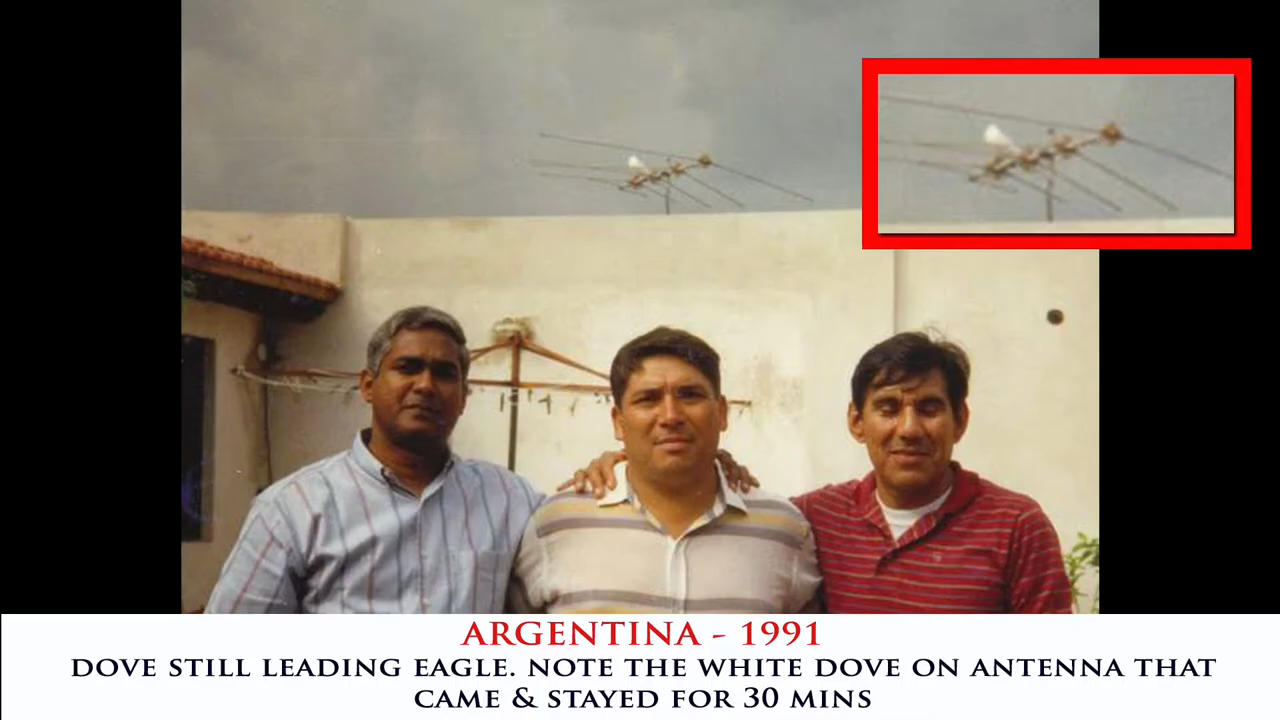 ARGENTINA - 1991
DOVE STILL LEADING EAGLE. NOTE THE WHITE DOVE ON ANTENNA THAT
CAME & STAYED FOR 30 MINS